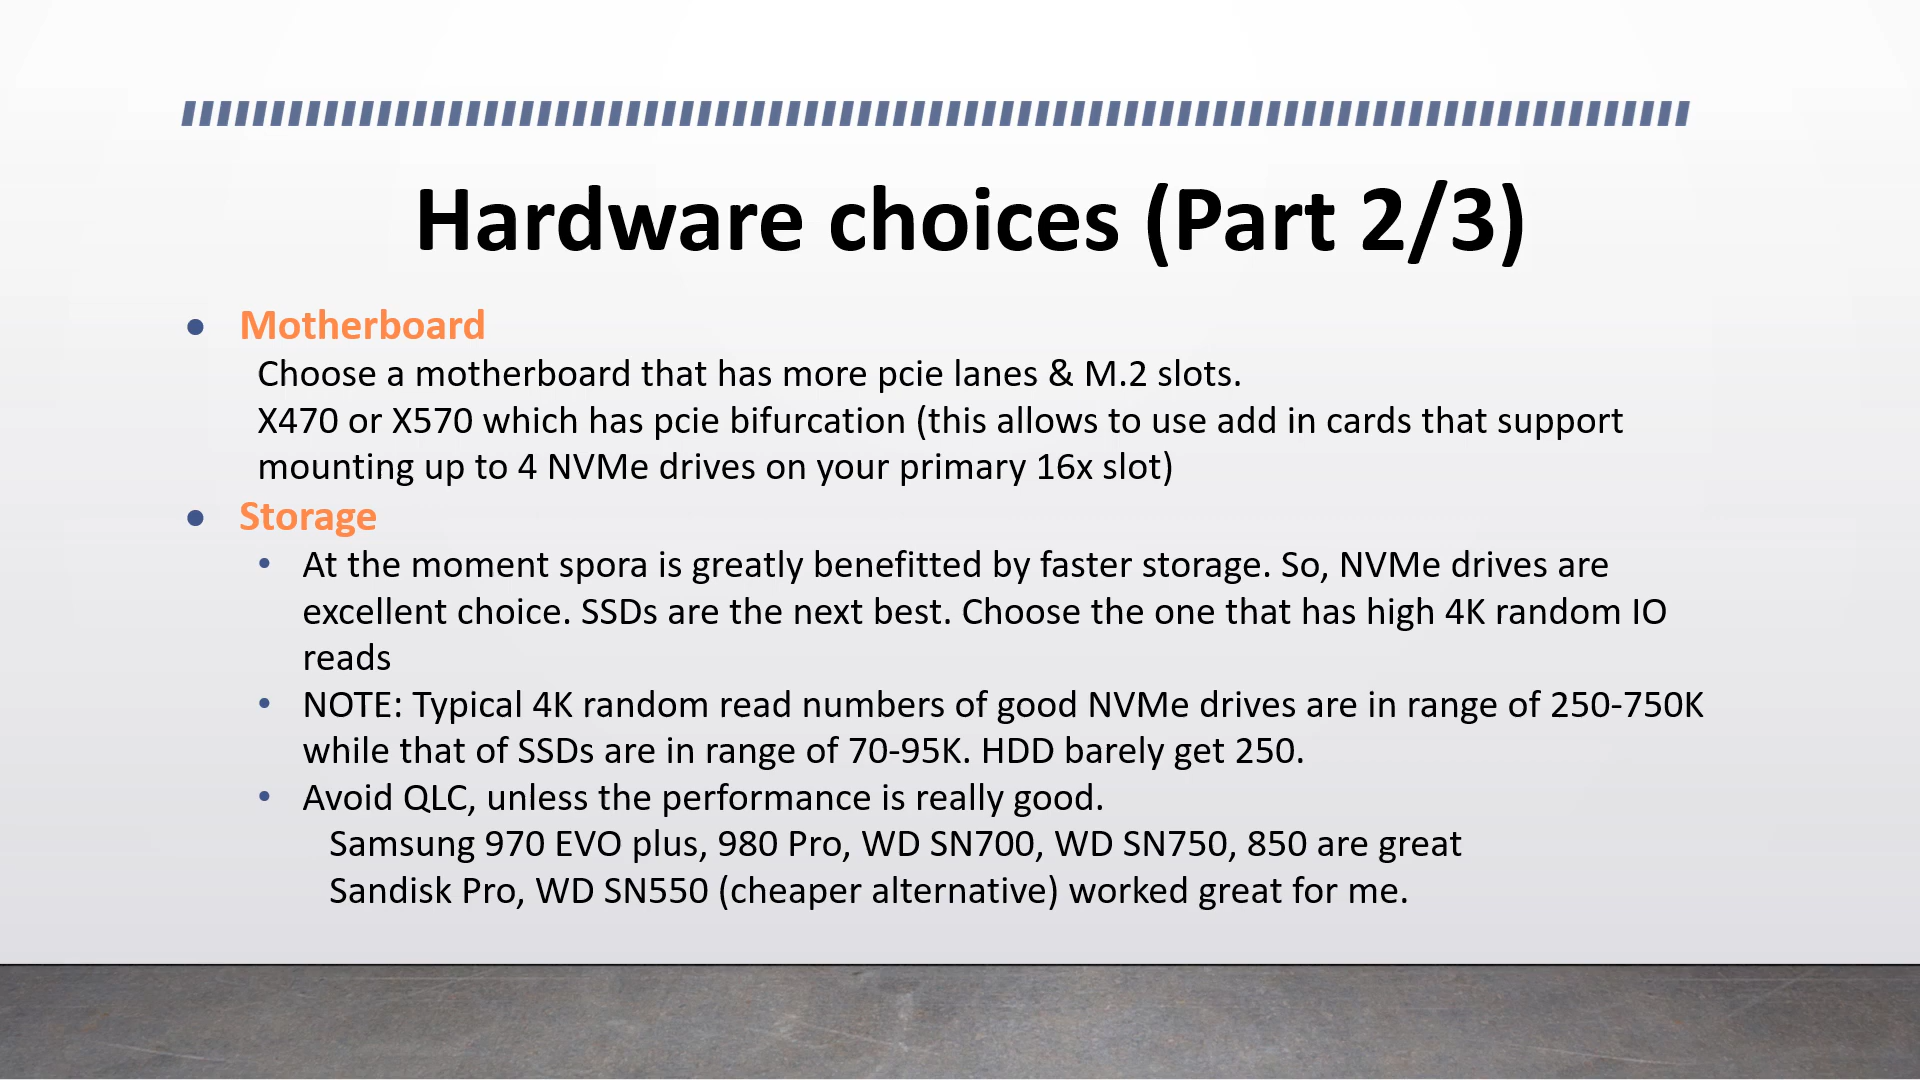 Hardware choices (Part 2/3)
● Motherboard
Choose a motherboard that has more pcie lanes & M.2 slots.
X470 or X570 which has pcie bifurcation (this allows to use add in cards that support
mounting up to 4 NVMe drives on your primary 16x slot)
● Storage
• At the moment spora is greatly benefitted by faster storage. So, NVMe drives are
excellent choice. SSDs are the next best. Choose the one that has high 4K random IO
reads
• NOTE: Typical 4K random read numbers of good NVMe drives are in range of 250-750K
while that of SSDs are in range of 70-95K. HDD barely get 250.
• Avoid QLC, unless the performance is really good.
Samsung 970 EVO plus, 980 Pro, WD SN700, WD SN750, 850 are great
Sandisk Pro, WD SN550 (cheaper alternative) worked great for me.